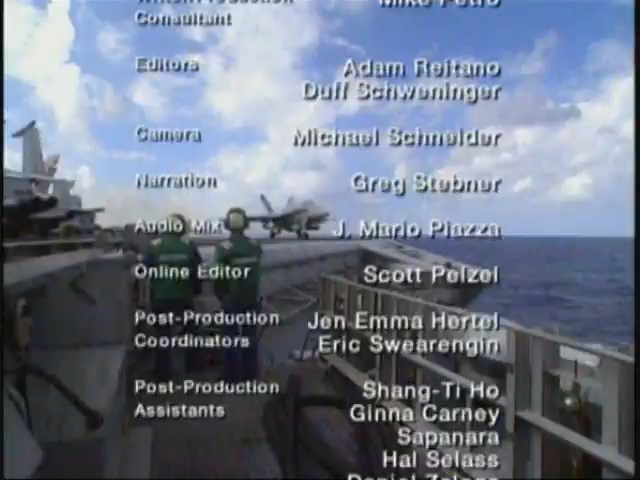 Consultant
Mike Petro
Editors Adam Reitano
Duff Schweninger
Camera Michael Schneider
Narration Greg Stebner
Audio Mix J. Mario Piazza
Online Editor Scott Pelzel
Post-Production Jen Emma Hertel
Coordinators Eric Swearengin
Post-Production Shang-Ti Ho
Assistants Ginna Carney
Sapanara
Hal Selass